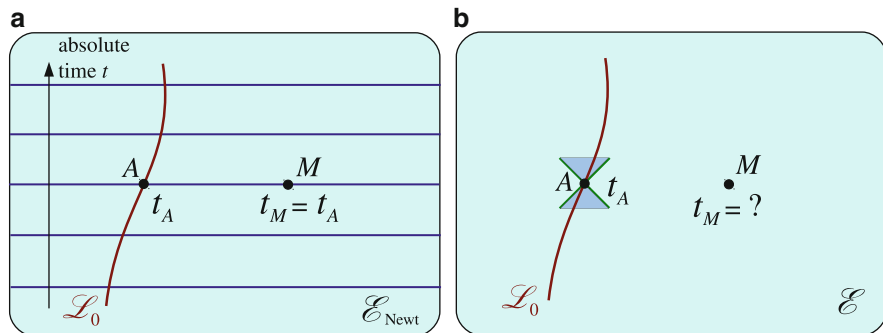 a
absolute
time t
A
M
t_A
t_M = t_A
ℒ_0
ℰ_Newt
b
A
t_A
M
t_M = ?
ℒ_0
ℰ